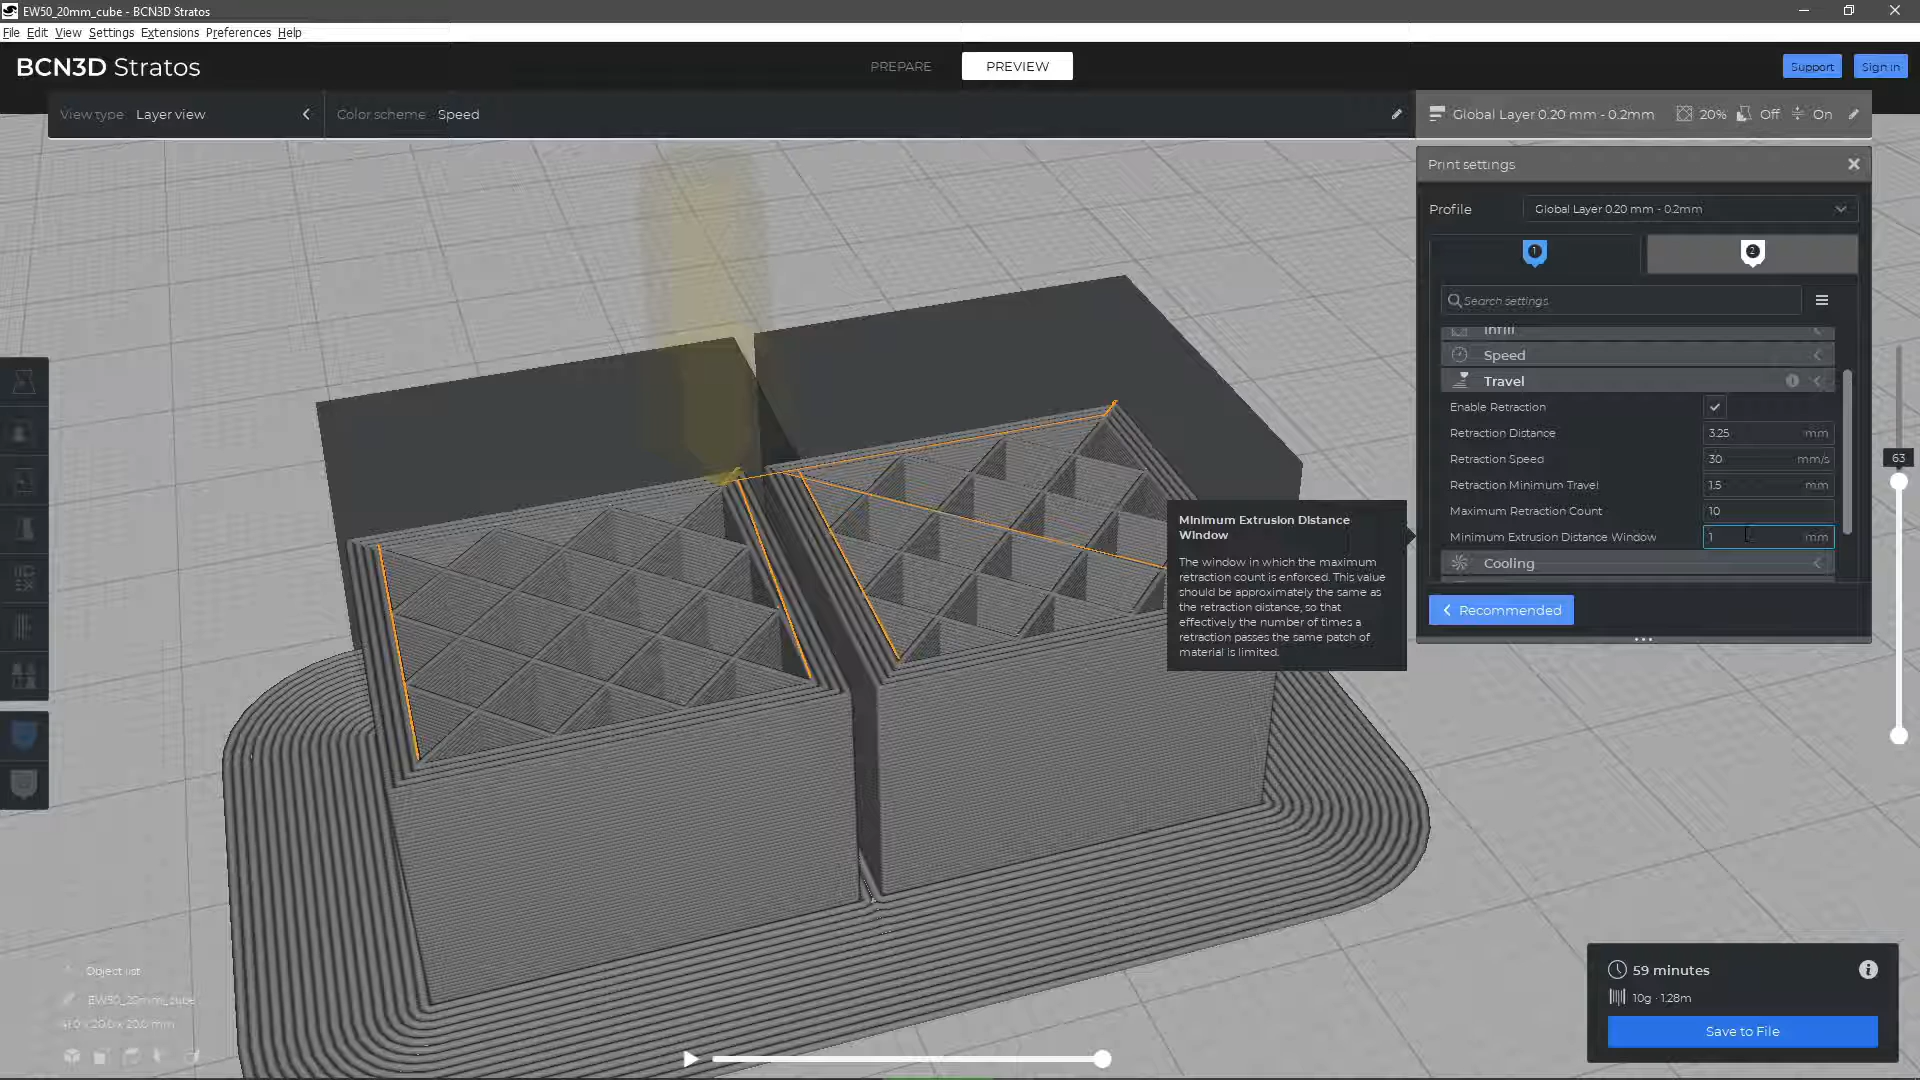 EW50_20mm_cube - BCN3D Stratos
File Edit View Settings Extensions Preferences Help
BCN3D Stratos
PREPARE
PREVIEW
Support
Sign in
View type Layer view
Color scheme Speed
Global Layer 0.20 mm - 0.2mm
20%
Off
On
Print settings
Profile
Global Layer 0.20 mm - 0.2mm
1
2
Search settings
Infill
Speed
Travel
Enable Retraction
Retraction Distance 3.25 mm
Retraction Speed 30 mm/s
Retraction Minimum Travel 1.5 mm
Maximum Retraction Count 10
Minimum Extrusion Distance Window 1 mm
Cooling
Recommended
63
Minimum Extrusion Distance
Window
The window in which the maximum
retraction count is enforced. This value
should be approximately the same as
the retraction distance, so that
effectively the number of times a
retraction passes the same patch of
material is limited.
Object list
EW50_20mm_cube
59 minutes
10g · 1.28m
Save to File